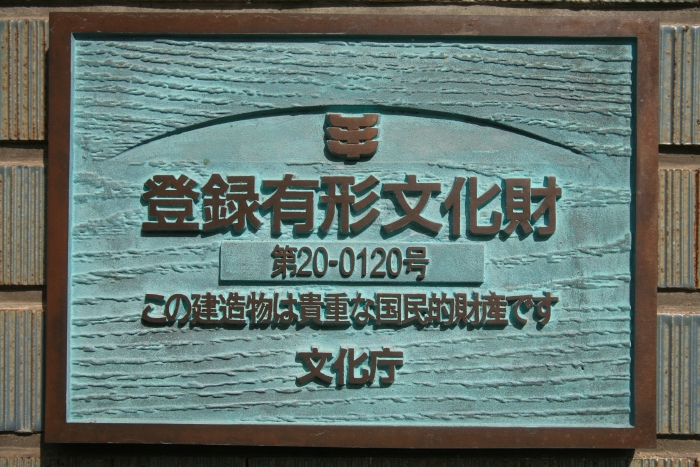 登録有形文化財
第20-0120号
この建造物は貴重な国民的財産です
文化庁